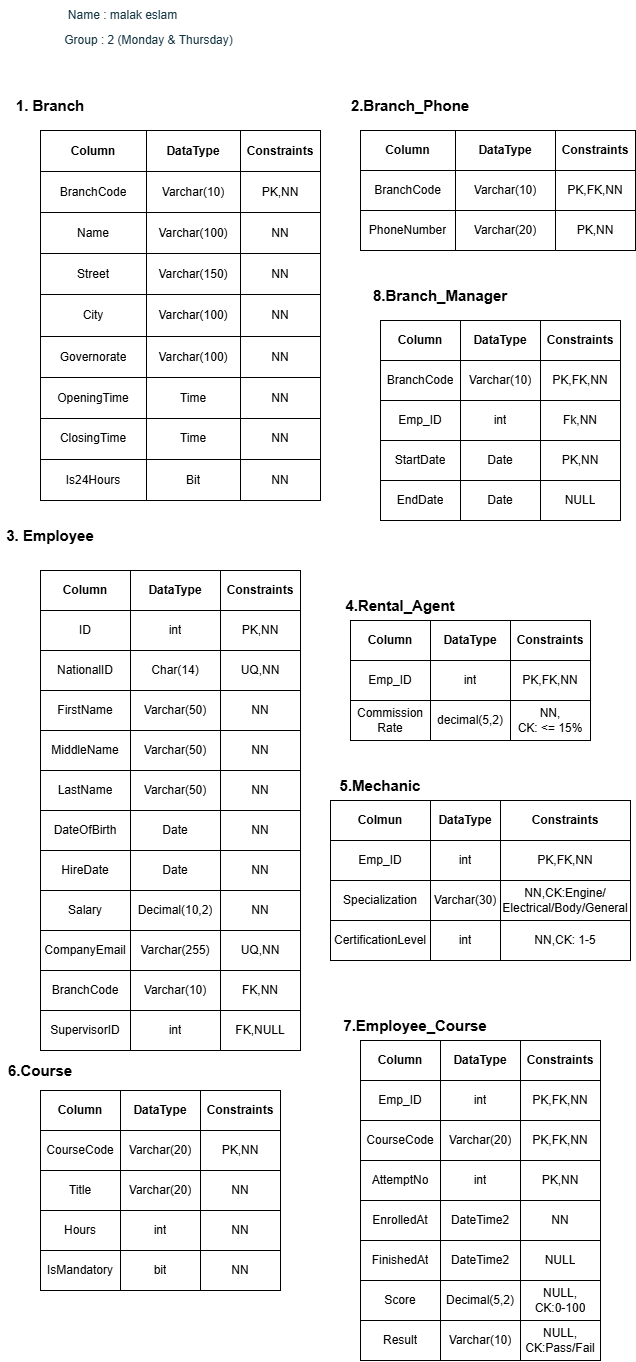 Name : malak eslam
Group : 2 (Monday & Thursday)
1. Branch
Column DataType Constraints
BranchCode Varchar(10) PK,NN
Name Varchar(100) NN
Street Varchar(150) NN
City Varchar(100) NN
Governorate Varchar(100) NN
OpeningTime Time NN
ClosingTime Time NN
Is24Hours Bit NN
2.Branch_Phone
Column DataType Constraints
BranchCode Varchar(10) PK,FK,NN
PhoneNumber Varchar(20) PK,NN
8.Branch_Manager
Column DataType Constraints
BranchCode Varchar(10) PK,FK,NN
Emp_ID int Fk,NN
StartDate Date PK,NN
EndDate Date NULL
3. Employee
Column DataType Constraints
ID int PK,NN
NationalID Char(14) UQ,NN
FirstName Varchar(50) NN
MiddleName Varchar(50) NN
LastName Varchar(50) NN
DateOfBirth Date NN
HireDate Date NN
Salary Decimal(10,2) NN
CompanyEmail Varchar(255) UQ,NN
BranchCode Varchar(10) FK,NN
SupervisorID int FK,NULL
4.Rental_Agent
Column DataType Constraints
Emp_ID int PK,FK,NN
Commission
Rate decimal(5,2) NN,
CK: <= 15%
5.Mechanic
Colmun DataType Constraints
Emp_ID int PK,FK,NN
Specialization Varchar(30) NN,CK:Engine/
Electrical/Body/General
CertificationLevel int NN,CK: 1-5
6.Course
Column DataType Constraints
CourseCode Varchar(20) PK,NN
Title Varchar(20) NN
Hours int NN
IsMandatory bit NN
7.Employee_Course
Column DataType Constraints
Emp_ID int PK,FK,NN
CourseCode Varchar(20) PK,FK,NN
AttemptNo int PK,NN
EnrolledAt DateTime2 NN
FinishedAt DateTime2 NULL
Score Decimal(5,2) NULL,
CK:0-100
Result Varchar(10) NULL,
CK:Pass/Fail